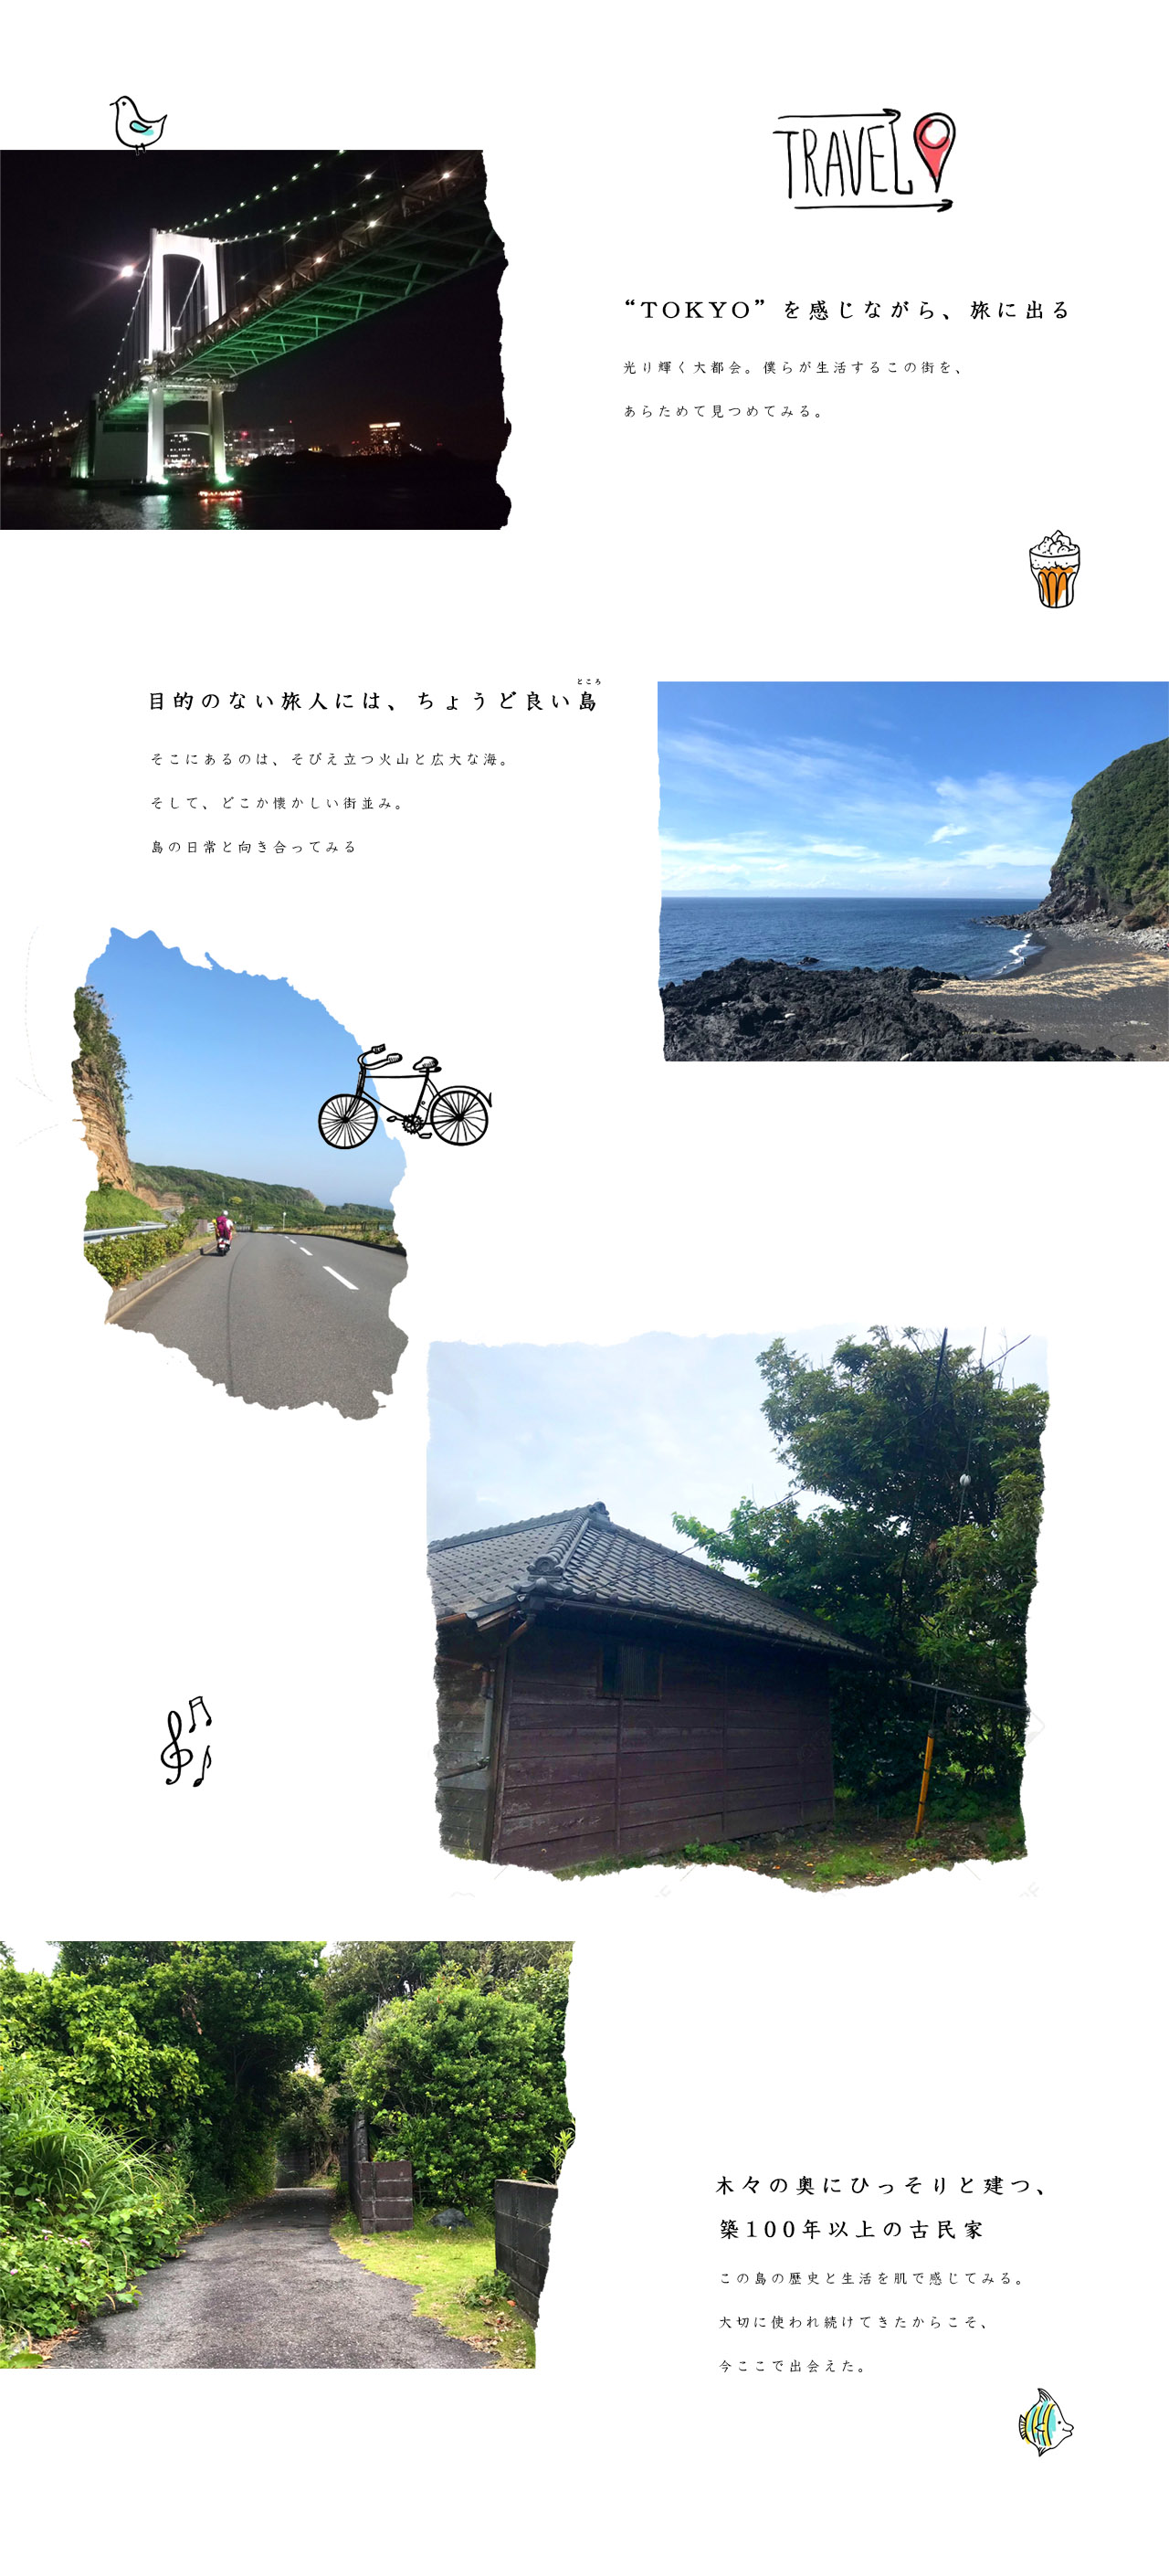 TRAVEL
“TOKYO” を感じながら、旅に出る
光り輝く大都会。僕らが生活するこの街を、
あらためて見つめてみる。
ところ
目的のない旅人には、ちょうど良い島
そこにあるのは、そびえ立つ火山と広大な海。
そして、どこか懐かしい街並み。
島の日常と向き合ってみる
木々の奥にひっそりと建つ、
築100年以上の古民家
この島の歴史と生活を肌で感じてみる。
大切に使われ続けてきたからこそ、
今ここで出会えた。